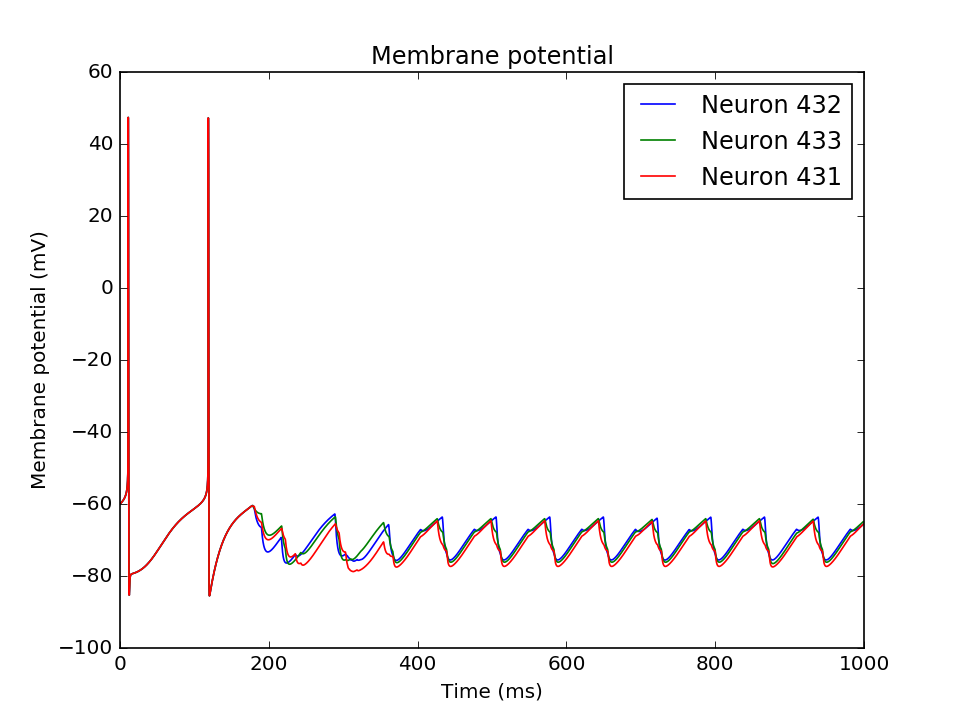 Membrane potential
Neuron 432
Neuron 433
Neuron 431
Membrane potential (mV)
60
40
20
0
−20
−40
−60
−80
−100
0 200 400 600 800 1000
Time (ms)